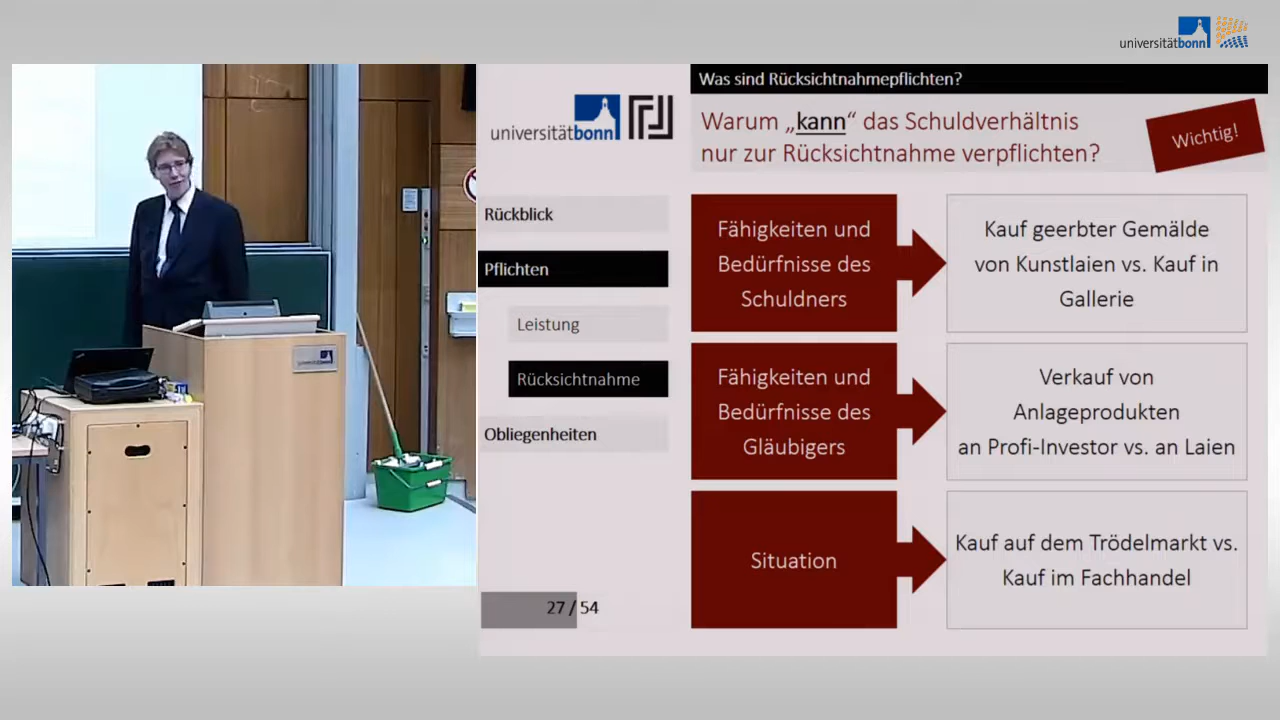 universitätbonn
Was sind Rücksichtnahmepflichten?
universitätbonn
Warum „kann“ das Schuldverhältnis
nur zur Rücksichtnahme verpflichten?
Wichtig!
Rückblick
Pflichten
Leistung
Rücksichtnahme
Obliegenheiten
27 / 54
Fähigkeiten und
Bedürfnisse des
Schuldners
Kauf geerbter Gemälde
von Kunstlaien vs. Kauf in
Gallerie
Fähigkeiten und
Bedürfnisse des
Gläubigers
Verkauf von
Anlageprodukten
an Profi-Investor vs. an Laien
Situation
Kauf auf dem Trödelmarkt vs.
Kauf im Fachhandel